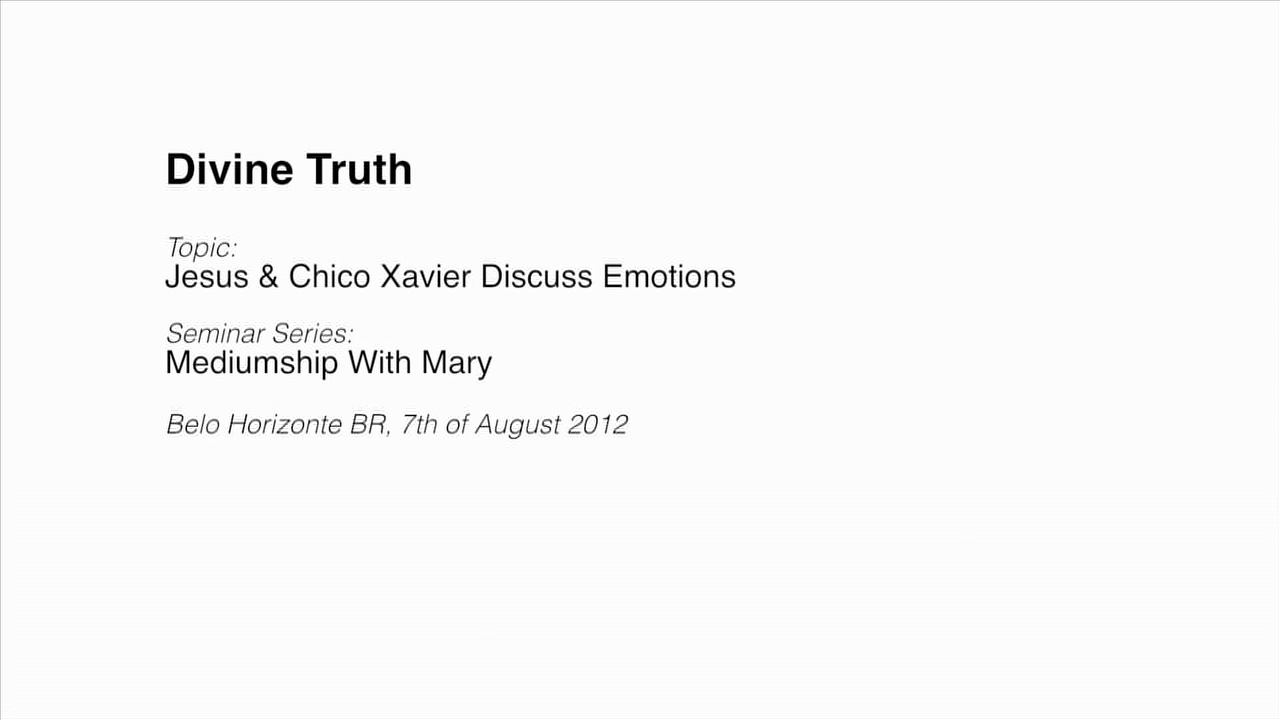 Divine Truth
Topic:
Jesus & Chico Xavier Discuss Emotions
Seminar Series:
Mediumship With Mary
Belo Horizonte BR, 7th of August 2012